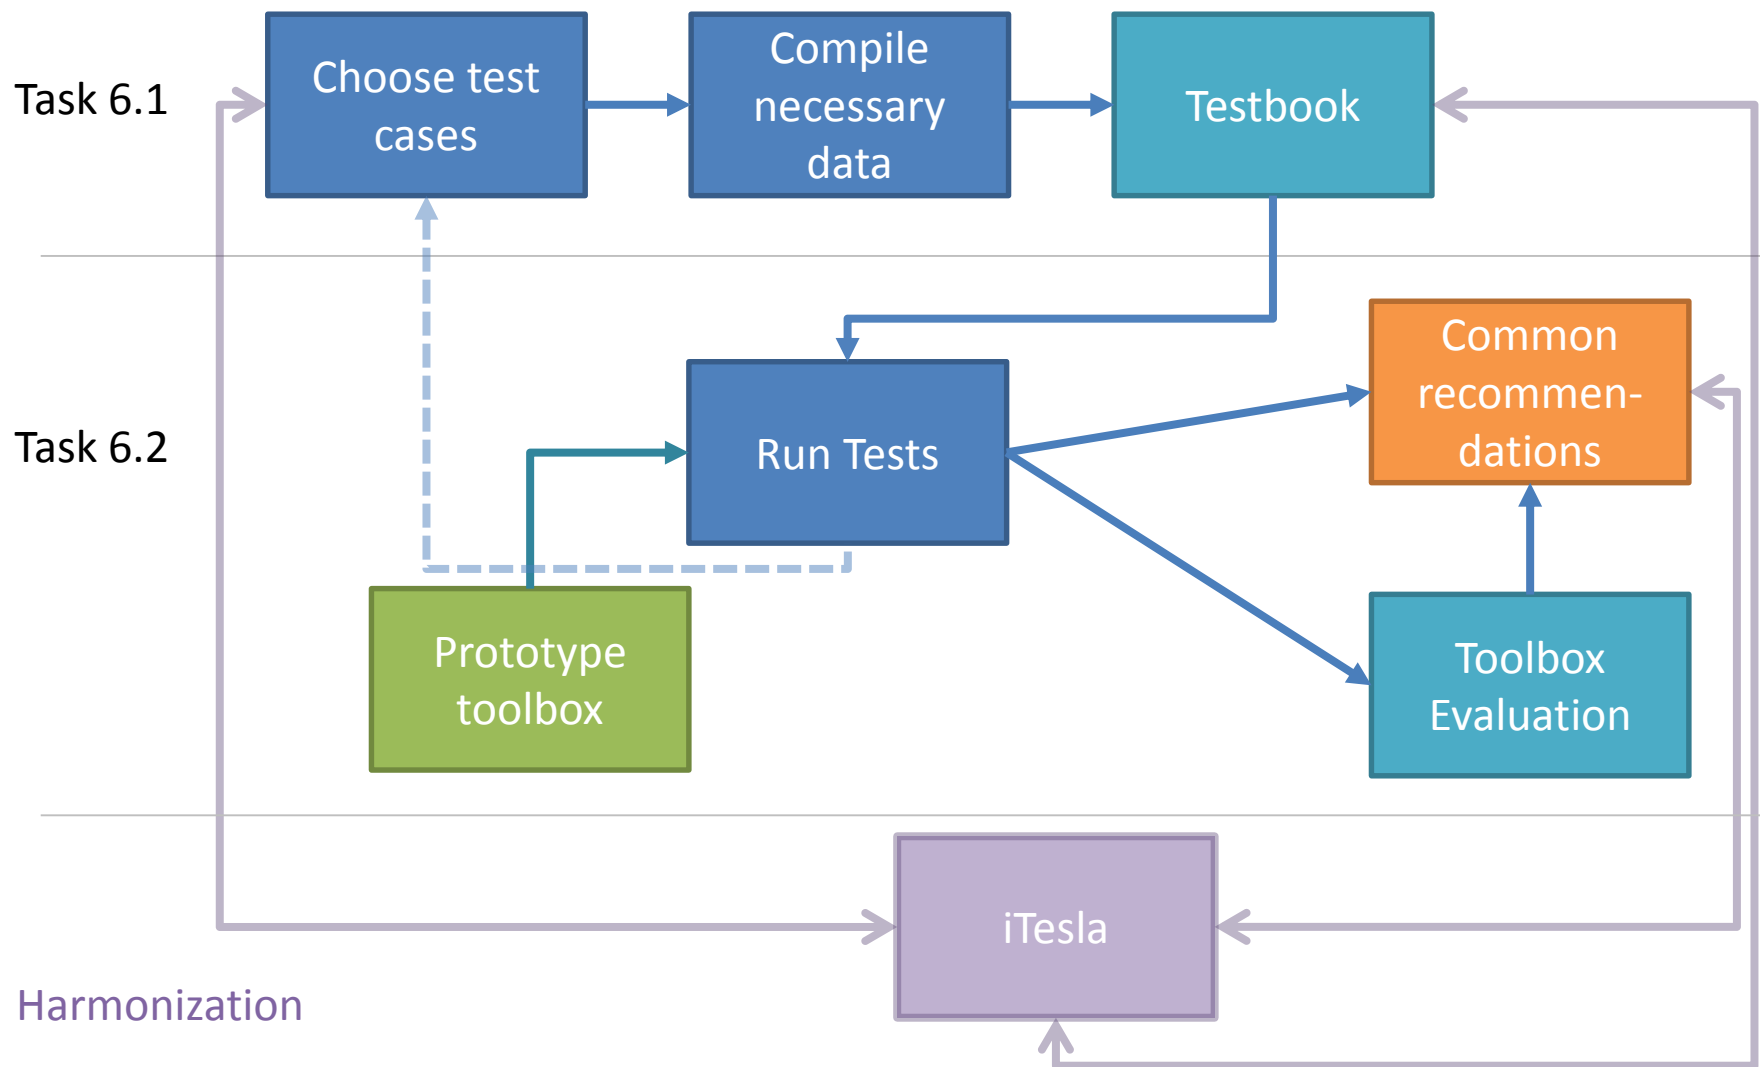 Task 6.1
Choose test
cases
Compile
necessary
data
Testbook
Task 6.2
Run Tests
Common
recommen-
dations
Prototype
toolbox
Toolbox
Evaluation
iTesla
Harmonization